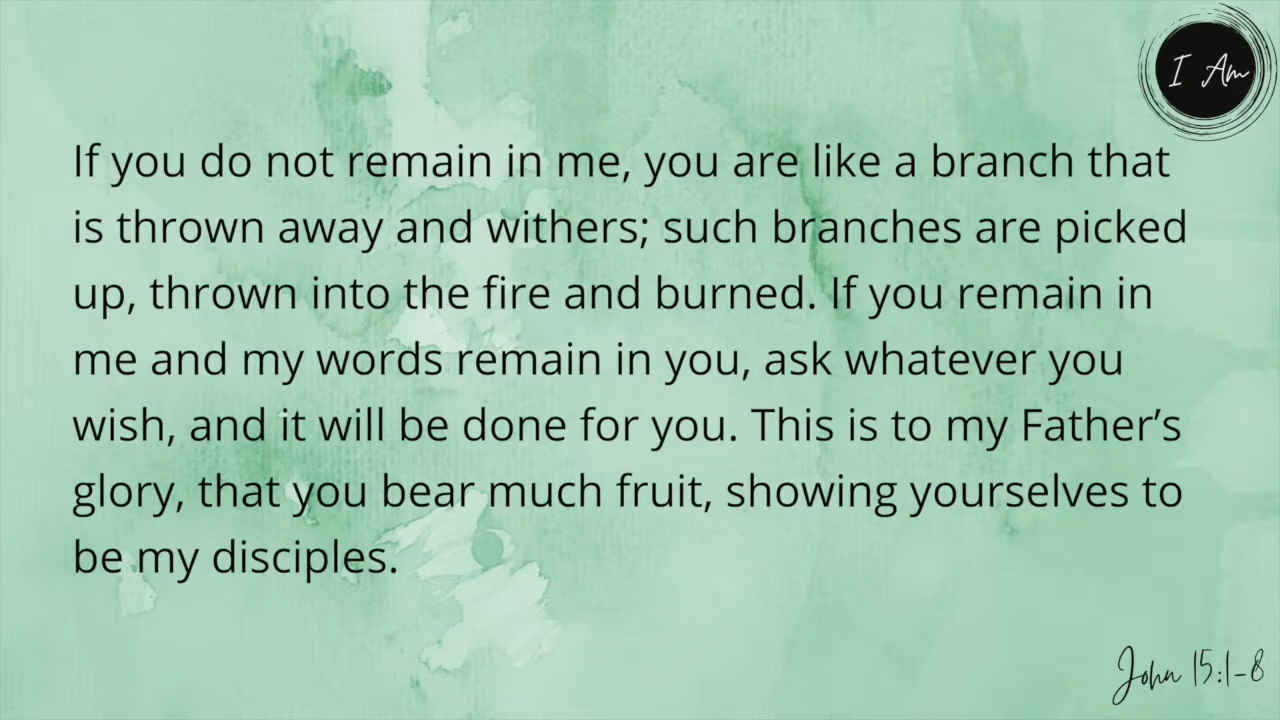 I Am
If you do not remain in me, you are like a branch that
is thrown away and withers; such branches are picked
up, thrown into the fire and burned. If you remain in
me and my words remain in you, ask whatever you
wish, and it will be done for you. This is to my Father’s
glory, that you bear much fruit, showing yourselves to
be my disciples.
John 15:1-8